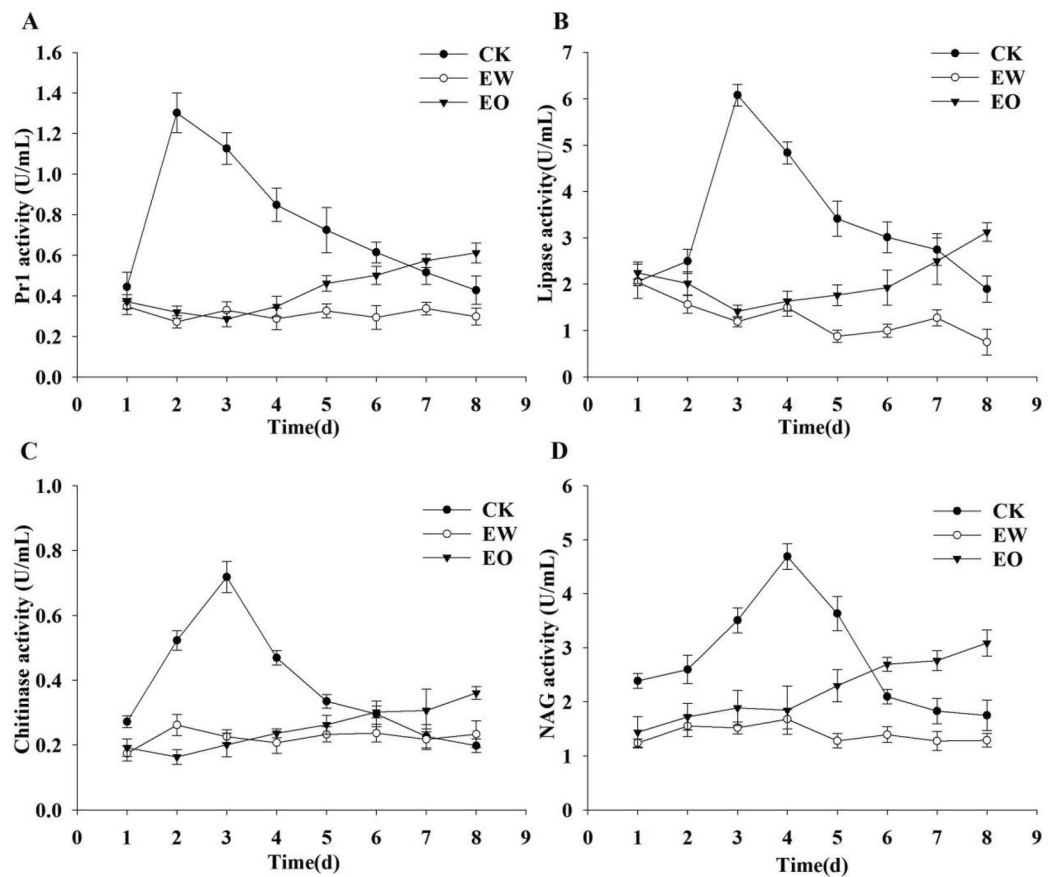 A
Pr1 activity (U/mL)
1.6
1.4
1.2
1.0
0.8
0.6
0.4
0.2
0.0
CK
EW
EO
0 1 2 3 4 5 6 7 8 9
Time(d)
B
Lipase activity(U/mL)
7
6
5
4
3
2
1
0
CK
EW
EO
0 1 2 3 4 5 6 7 8 9
Time(d)
C
Chitinase activity (U/mL)
1.0
0.8
0.6
0.4
0.2
0.0
CK
EW
EO
0 1 2 3 4 5 6 7 8 9
Time(d)
D
NAG activity (U/mL)
6
5
4
3
2
1
0
CK
EW
EO
0 1 2 3 4 5 6 7 8 9
Time(d)